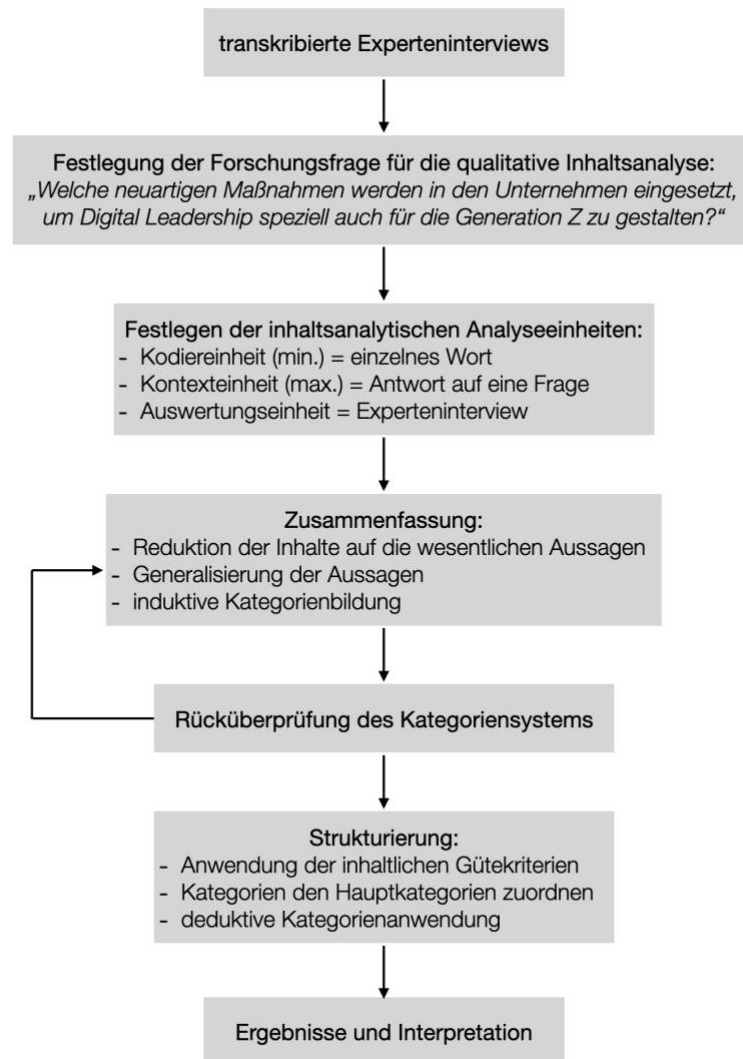 transkribierte Experteninterviews
Festlegung der Forschungsfrage für die qualitative Inhaltsanalyse:
„Welche neuartigen Maßnahmen werden in den Unternehmen eingesetzt,
um Digital Leadership speziell auch für die Generation Z zu gestalten?“
Festlegen der inhaltsanalytischen Analyseeinheiten:
- Kodiereinheit (min.) = einzelnes Wort
- Kontexteinheit (max.) = Antwort auf eine Frage
- Auswertungseinheit = Experteninterview
Zusammenfassung:
- Reduktion der Inhalte auf die wesentlichen Aussagen
- Generalisierung der Aussagen
- induktive Kategorienbildung
Rücküberprüfung des Kategoriensystems
Strukturierung:
- Anwendung der inhaltlichen Gütekriterien
- Kategorien den Hauptkategorien zuordnen
- deduktive Kategorienanwendung
Ergebnisse und Interpretation